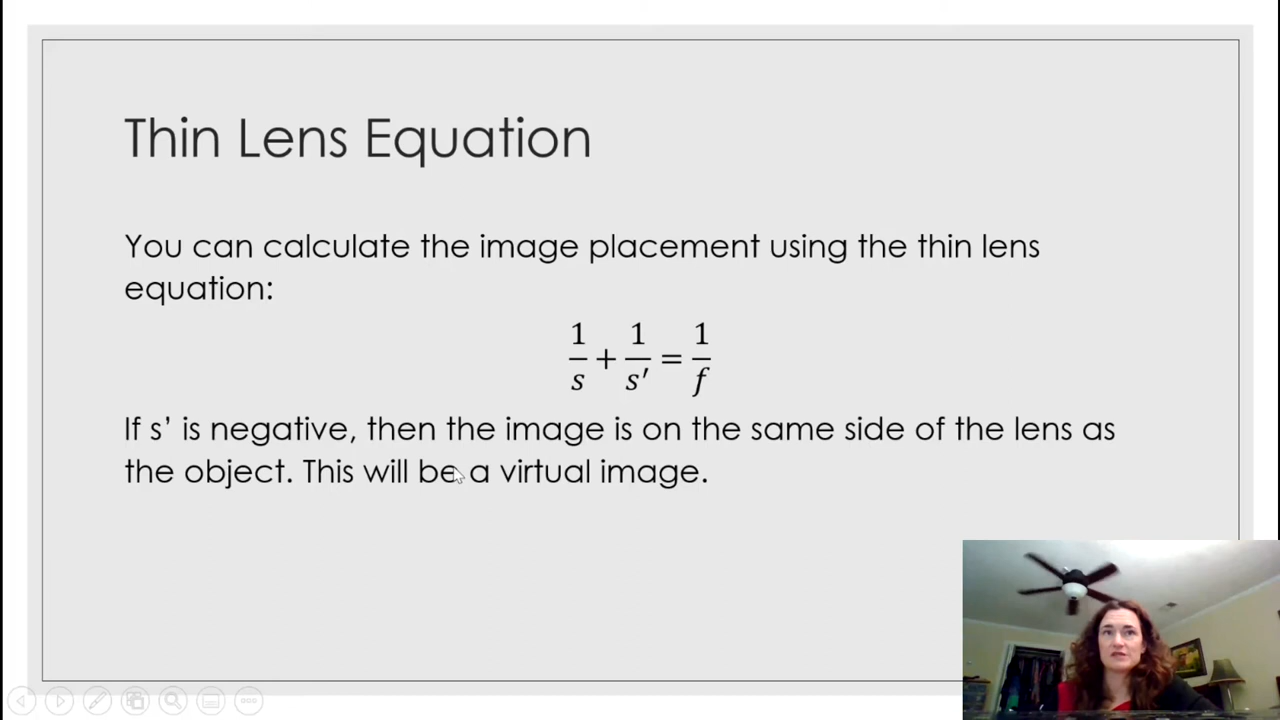 Thin Lens Equation
You can calculate the image placement using the thin lens
equation:
1/s + 1/s′ = 1/f
If s’ is negative, then the image is on the same side of the lens as
the object. This will be a virtual image.